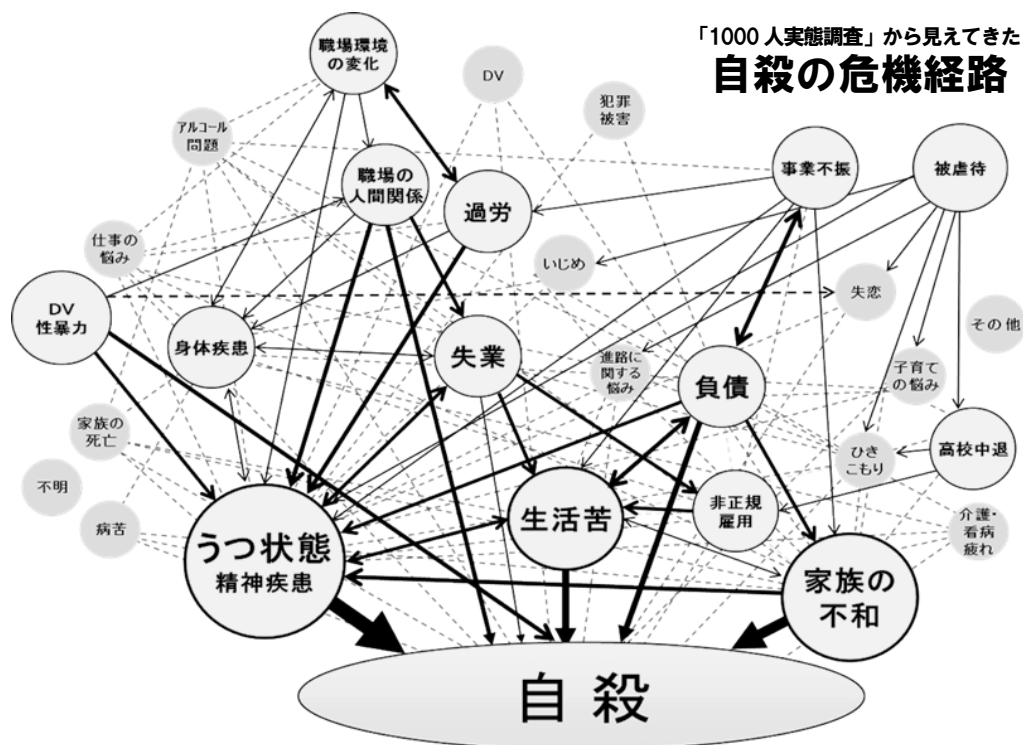 「1000 人実態調査」から見えてきた
自殺の危機経路
職場環境
の変化
DV
犯罪
被害
アルコール
問題
職場の
人間関係
過労
事業不振
被虐待
仕事の
悩み
いじめ
失恋
DV
性暴力
身体疾患
失業
進路に
関する
悩み
負債
その他
子育て
の悩み
家族の
死亡
ひき
こもり
高校中退
不明
病苦
うつ状態
精神疾患
生活苦
非正規
雇用
介護・
看病
疲れ
家族の
不和
自殺